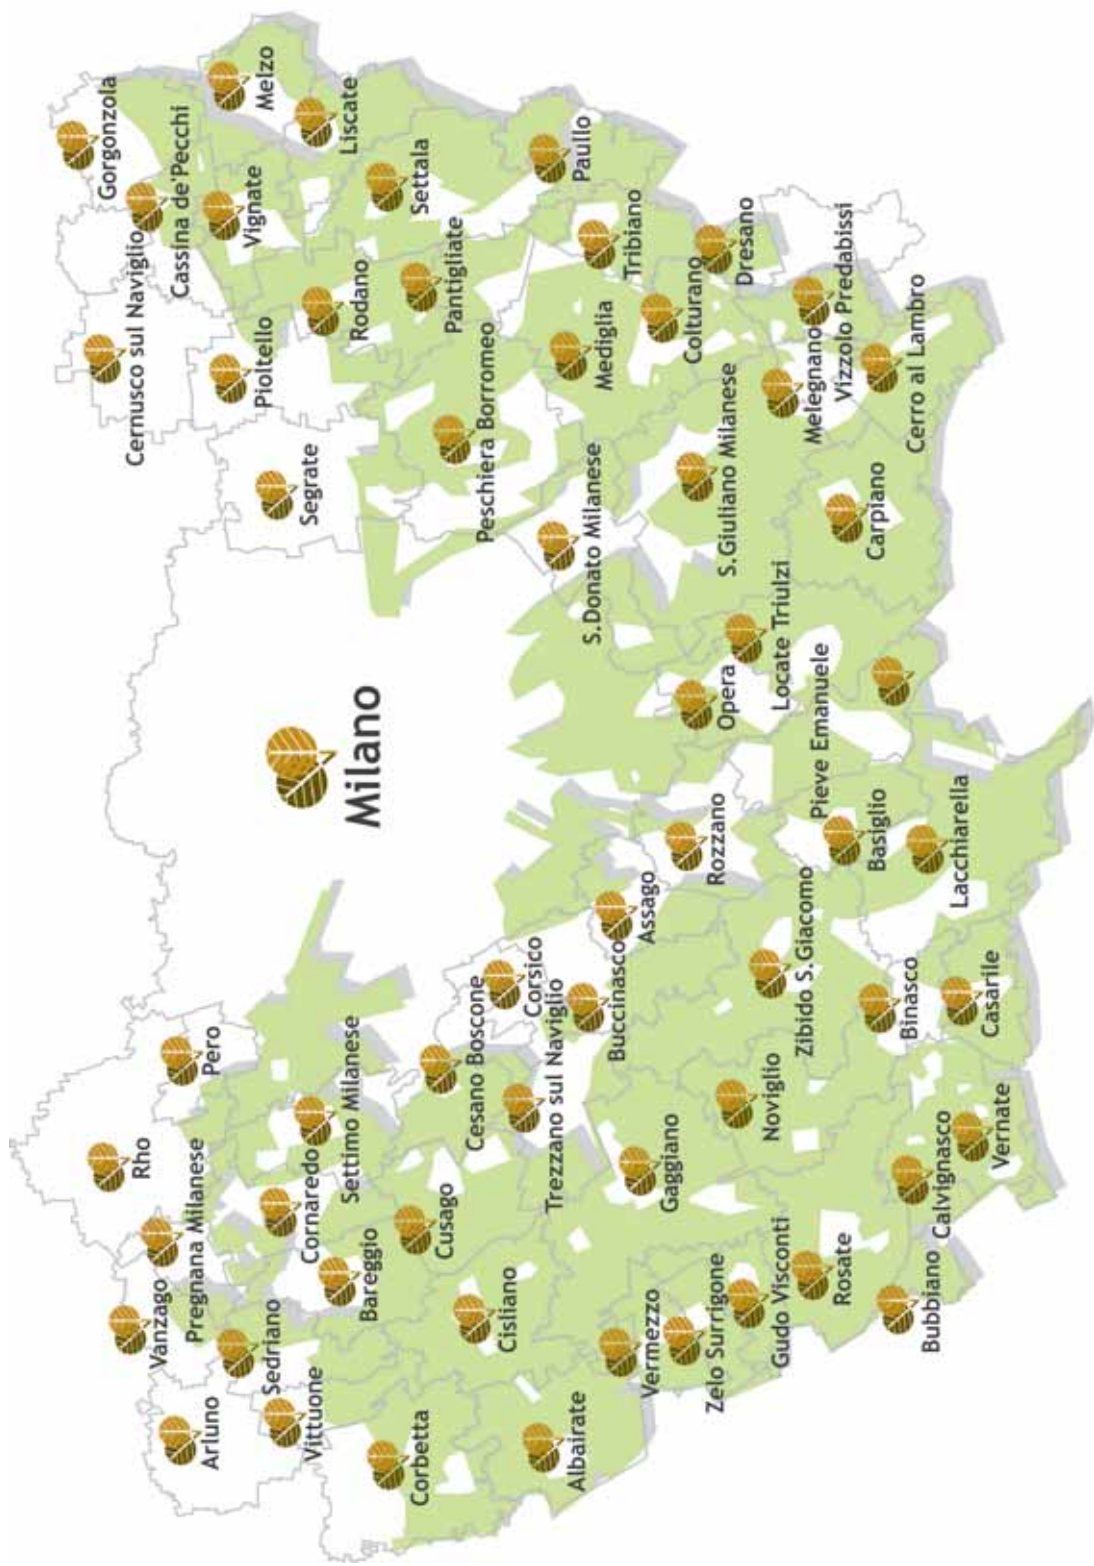 Gorgonzola
Cernusco sul Naviglio
Cassina de'Pecchi
Melzo
Vignate
Liscate
Pioltello
Rodano
Settala
Segrate
Pantigliate
Paullo
Peschiera Borromeo
Tribiano
Mediglia
Dresano
Colturano
S.Donato Milanese
S.Giuliano Milanese
Melegnano
Vizzolo Predabissi
Cerro al Lambro
Carpiano
Milano
Opera
Locate Triulzi
Pieve Emanuele
Rozzano
Basiglio
Lacchiarella
Assago
Zibido S.Giacomo
Corsico
Buccinasco
Binasco
Casarile
Pero
Cesano Boscone
Trezzano sul Naviglio
Noviglio
Rho
Settimo Milanese
Gaggiano
Vernate
Calvignasco
Pregnana Milanese
Cornaredo
Cusago
Vanzago
Bareggio
Cisliano
Rosate
Gudo Visconti
Bubbiano
Sedriano
Vermezzo
Zelo Surrigone
Arluno
Vittuone
Corbetta
Albairate